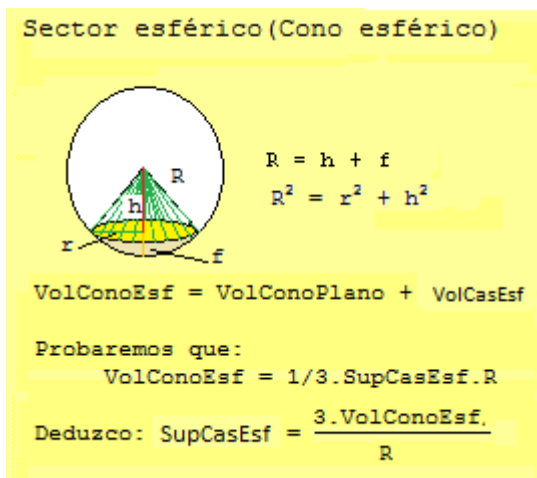 Sector esférico(Cono esférico)
R = h + f
R
R² = r² + h²
h
r
f
VolConoEsf = VolConoPlano + VolCasEsf
Probaremos que:
VolConoEsf = 1/3.SupCasEsf.R
Deduzco: SupCasEsf = 3.VolConoEsf.
R